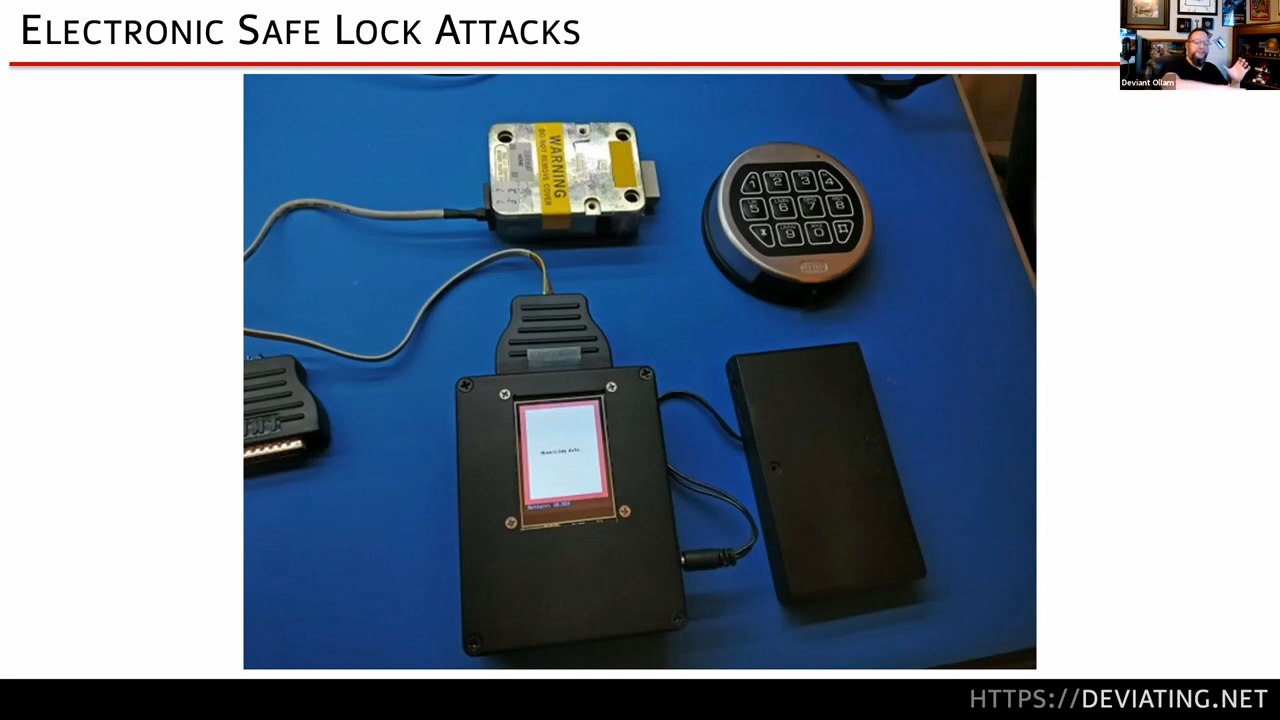 ELECTRONIC SAFE LOCK ATTACKS
Deviant Ollam
WARNING
DO NOT REMOVE COVER
1 2 3 4
5 6 7 8
9 0
HTTPS://DEVIATING.NET